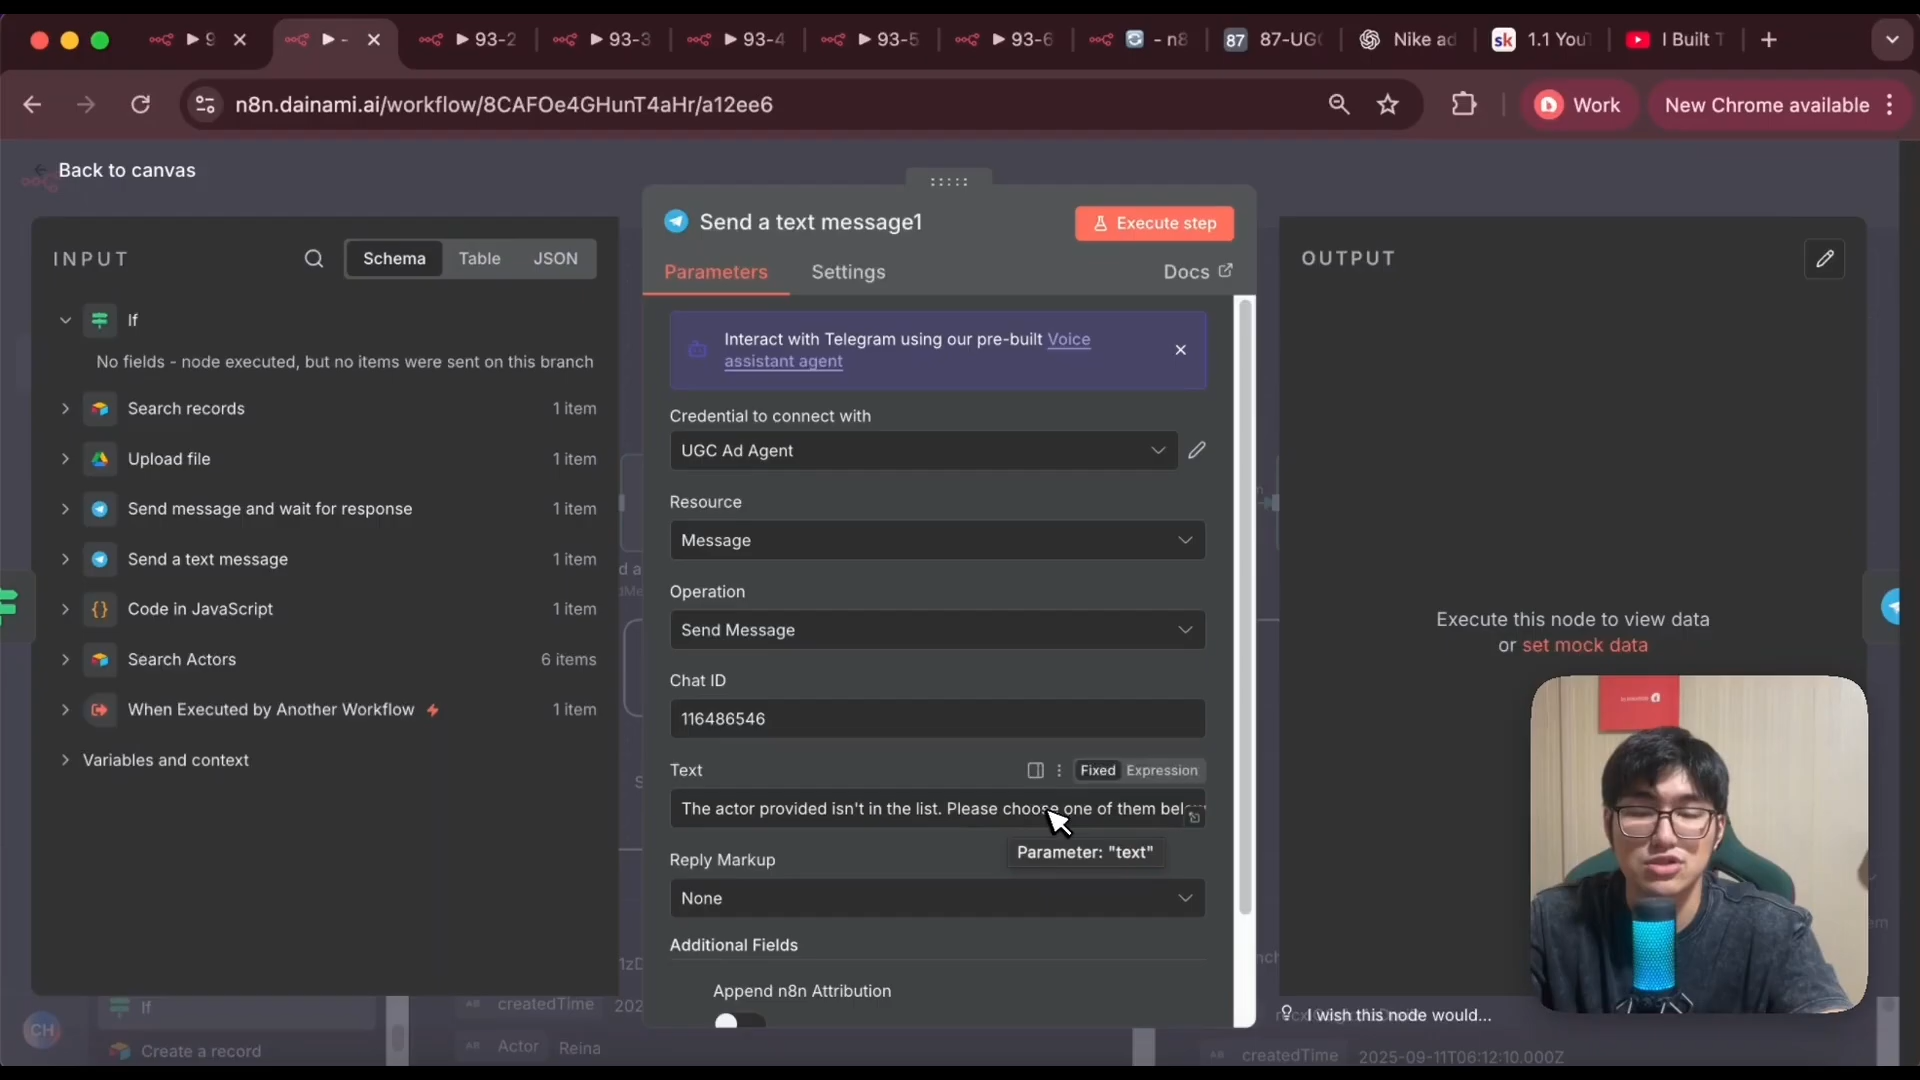 9
-
93-2
93-3
93-4
93-5
93-6
- n8
87
87-UG
Nike ad
sk
1.1 You
I Built T
n8n.dainami.ai/workflow/8CAFOe4GHunT4aHr/a12ee6
Work
New Chrome available
Back to canvas
INPUT
Schema
Table
JSON
If
No fields - node executed, but no items were sent on this branch
Search records
1 item
Upload file
1 item
Send message and wait for response
1 item
Send a text message
1 item
Code in JavaScript
1 item
Search Actors
6 items
When Executed by Another Workflow
1 item
Variables and context
Send a text message1
Execute step
Parameters
Settings
Docs
Interact with Telegram using our pre-built Voice
assistant agent
Credential to connect with
UGC Ad Agent
Resource
Message
Operation
Send Message
Chat ID
116486546
Text
Fixed
Expression
The actor provided isn't in the list. Please choose one of them below
Parameter: "text"
Reply Markup
None
Additional Fields
Append n8n Attribution
OUTPUT
Execute this node to view data
or set mock data
I wish this node would...
CH
If
Create a record
createdTime
202
Actor
Reina
createdTime
2025-09-11T06:12:10.000Z